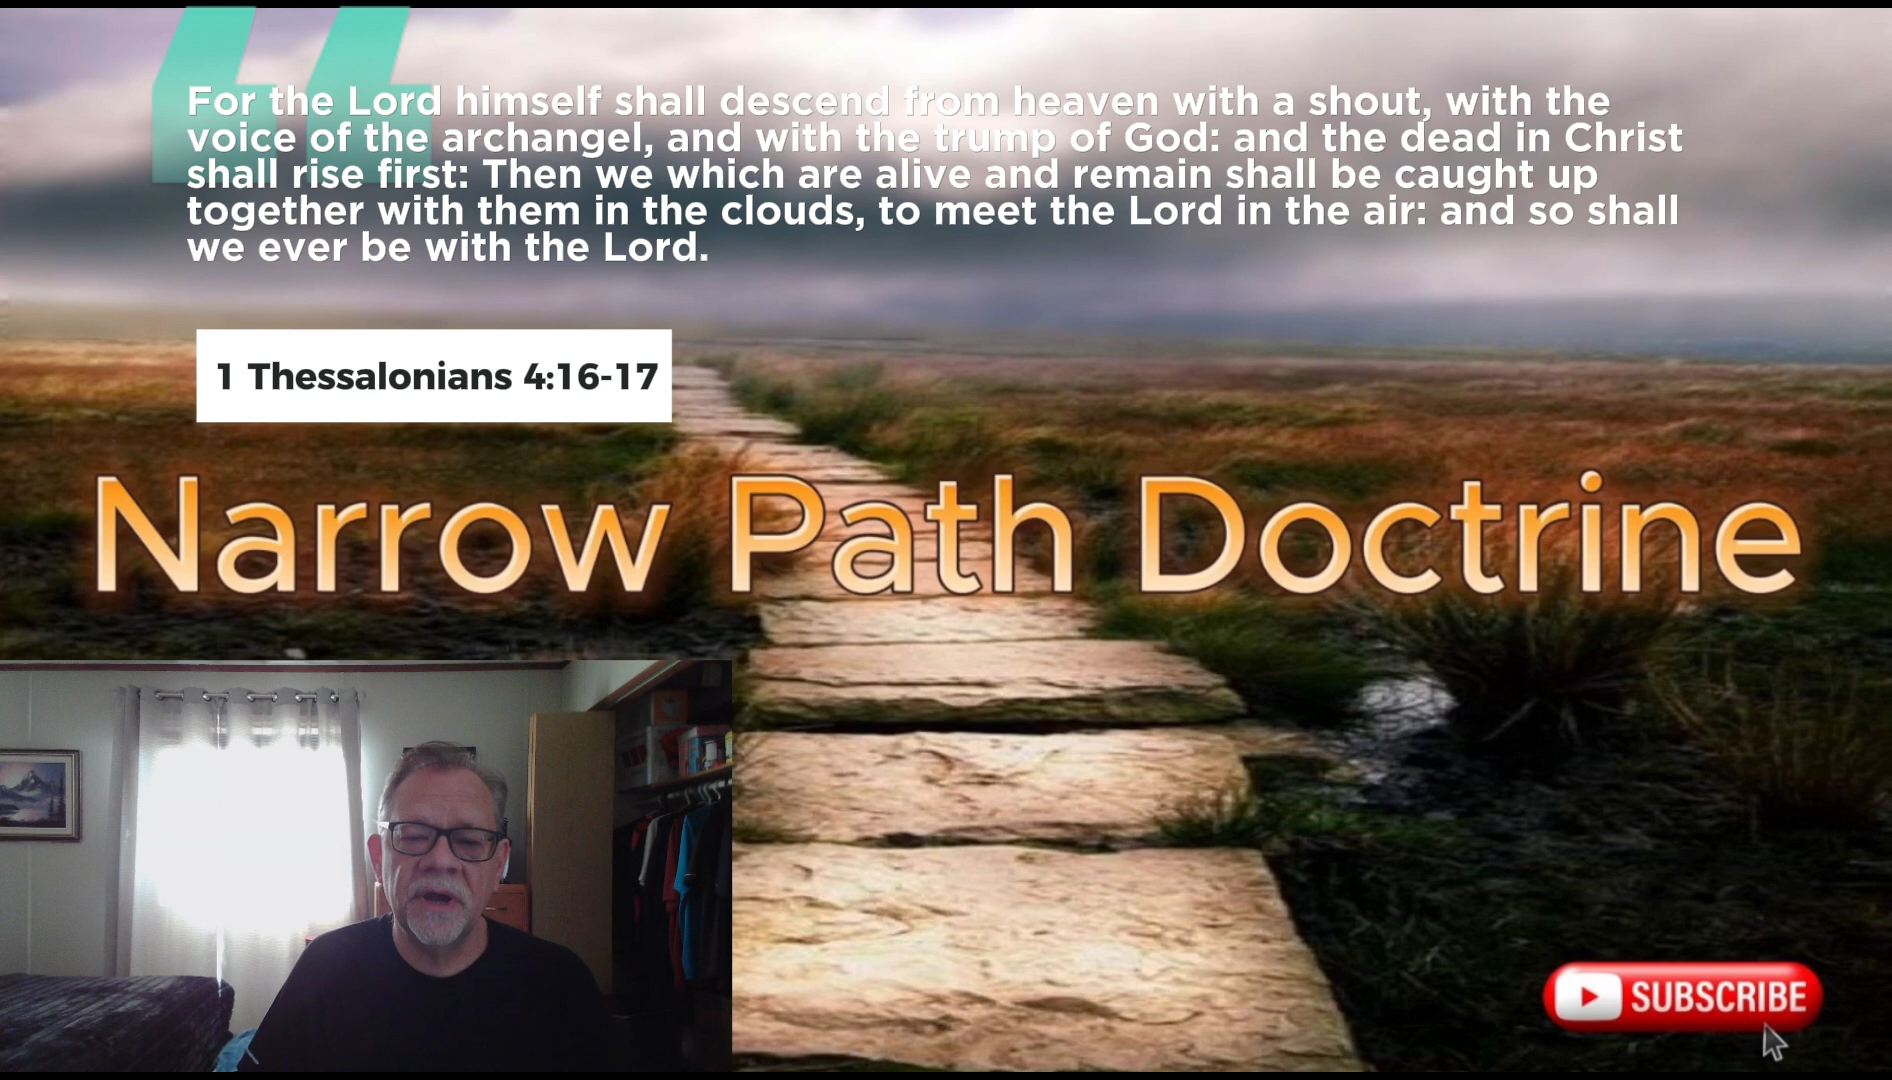 For the Lord himself shall descend from heaven with a shout, with the
voice of the archangel, and with the trump of God: and the dead in Christ
shall rise first: Then we which are alive and remain shall be caught up
together with them in the clouds, to meet the Lord in the air: and so shall
we ever be with the Lord.
1 Thessalonians 4:16-17
Narrow Path Doctrine
SUBSCRIBE